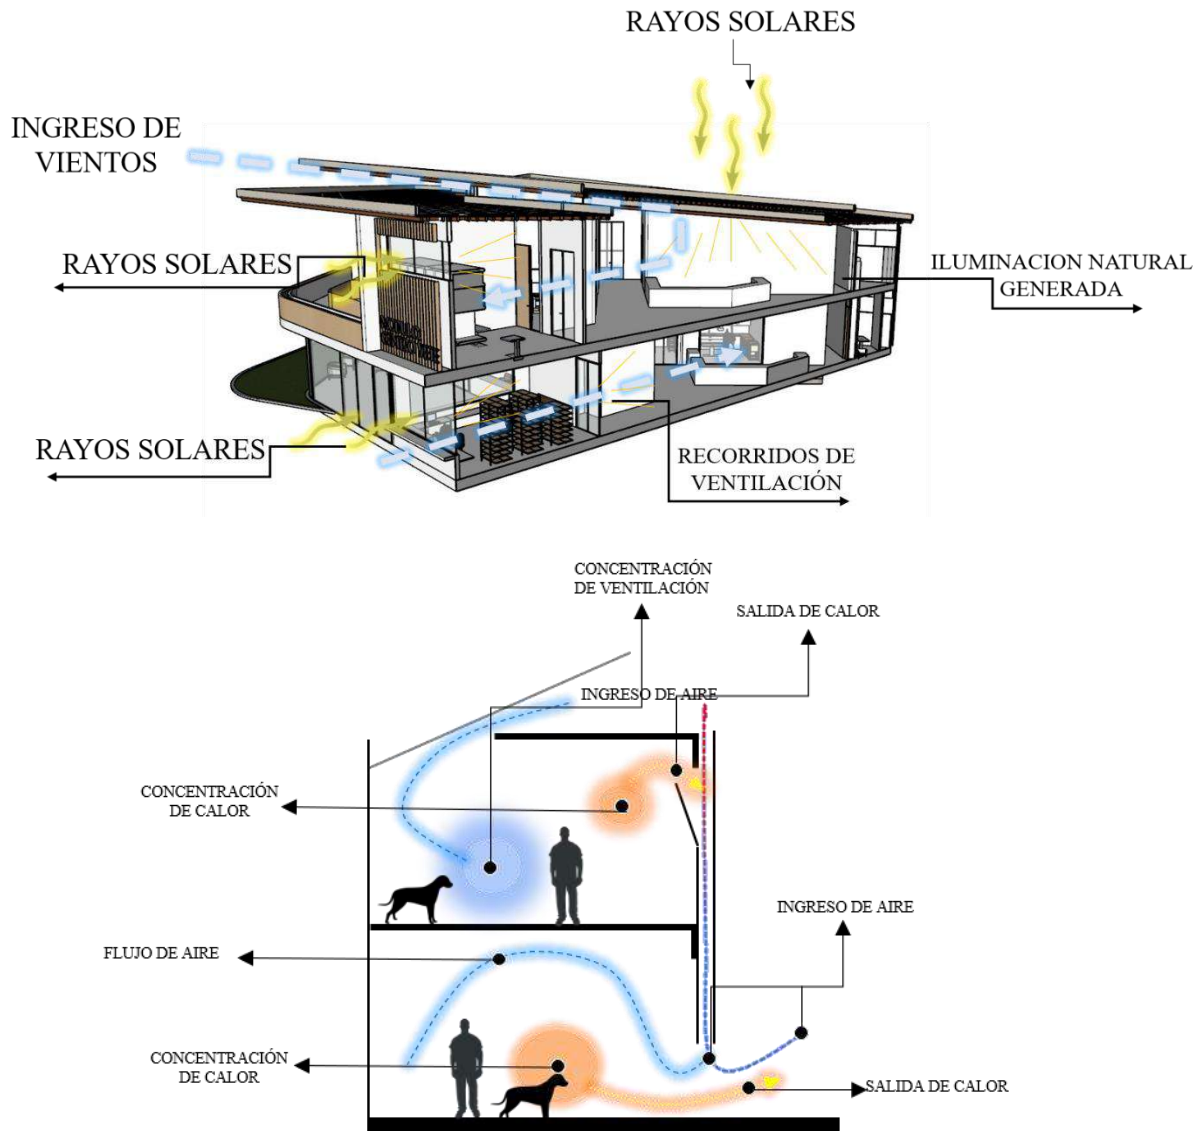 RAYOS SOLARES
INGRESO DE
VIENTOS
RAYOS SOLARES
ILUMINACION NATURAL
GENERADA
RAYOS SOLARES
RECORRIDOS DE
VENTILACIÓN
CONCENTRACIÓN
DE VENTILACIÓN
SALIDA DE CALOR
INGRESO DE AIRE
CONCENTRACIÓN
DE CALOR
INGRESO DE AIRE
FLUJO DE AIRE
CONCENTRACIÓN
DE CALOR
SALIDA DE CALOR